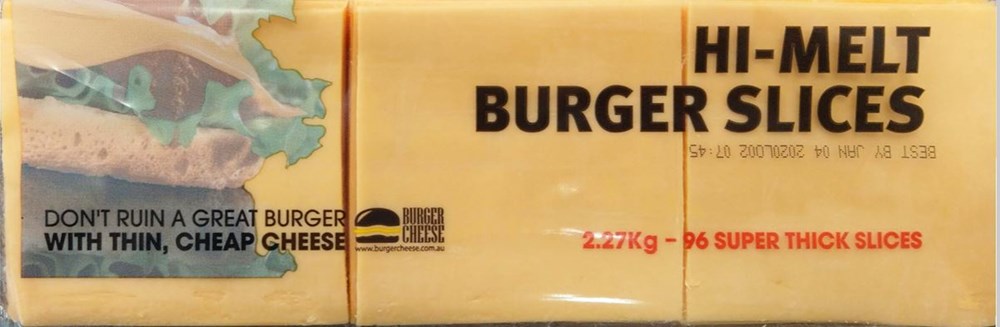 HI-MELT
BURGER SLICES
BEST BY JAN 04 2020L002 07:45
DON'T RUIN A GREAT BURGER
WITH THIN, CHEAP CHEESE
BURGER
CHEESE
www.burgercheese.com.au
2.27Kg - 96 SUPER THICK SLICES